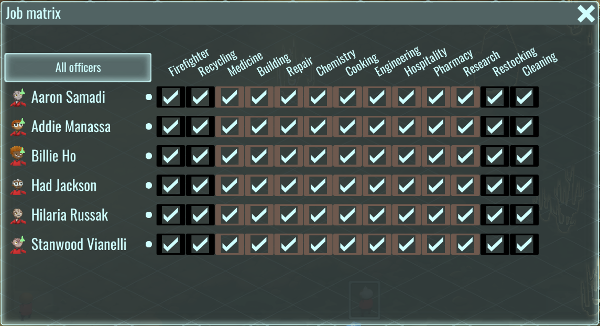 Job matrix
All officers
Firefighter Recycling Medicine Building Repair Chemistry Cooking Engineering Hospitality Pharmacy Research Restocking Cleaning
Aaron Samadi
Addie Manassa
Billie Ho
Had Jackson
Hilaria Russak
Stanwood Vianelli